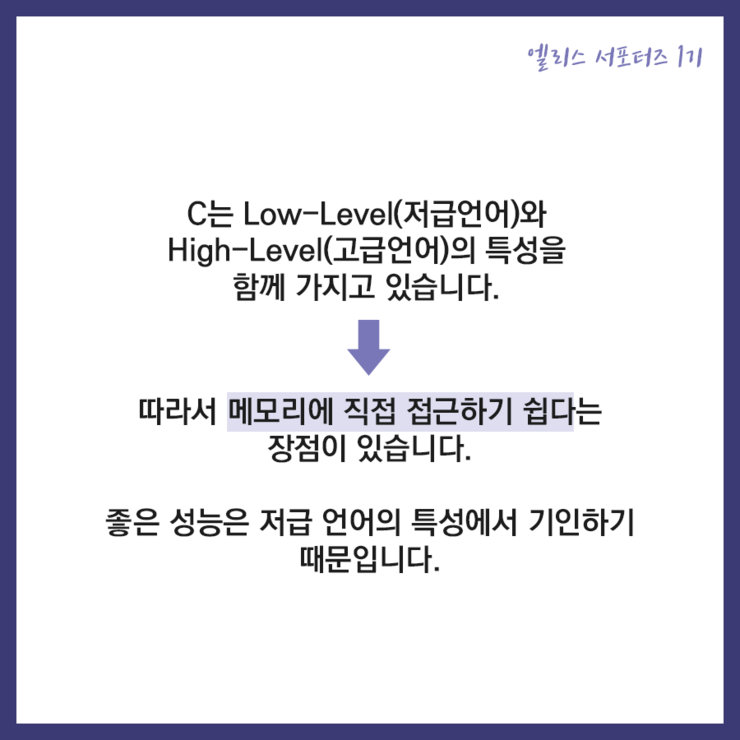 엘리스 서포터즈 1기
C는 Low-Level(저급언어)와
High-Level(고급언어)의 특성을
함께 가지고 있습니다.
따라서 메모리에 직접 접근하기 쉽다는
장점이 있습니다.
좋은 성능은 저급 언어의 특성에서 기인하기
때문입니다.